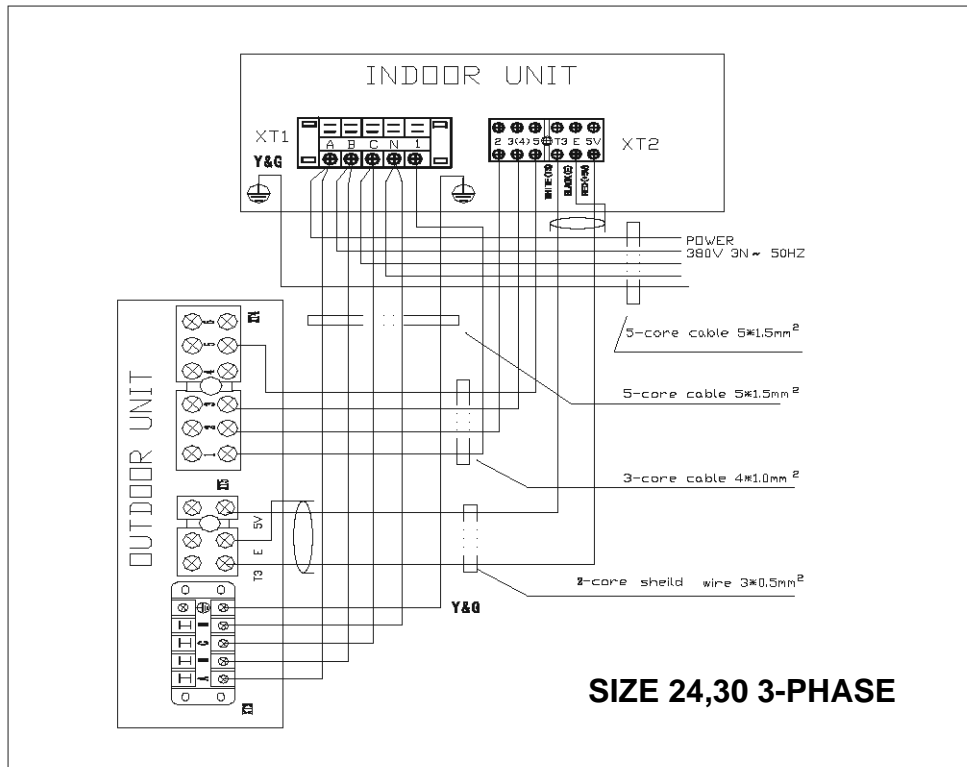 INDOOR UNIT
XT1
A B C N 1
Y&G
2 3(4) 5 T3 E 5V
XT2
WHITE(T3)
BLACK(E)
RED(+5V)
POWER
380V 3N~ 50HZ
5-core cable 5*1.5mm²
5-core cable 5*1.5mm²
3-core cable 4*1.0mm²
2-core sheild wire 3*0.5mm²
OUTDOOR UNIT
5V
E
T3
Y&G
SIZE 24,30 3-PHASE